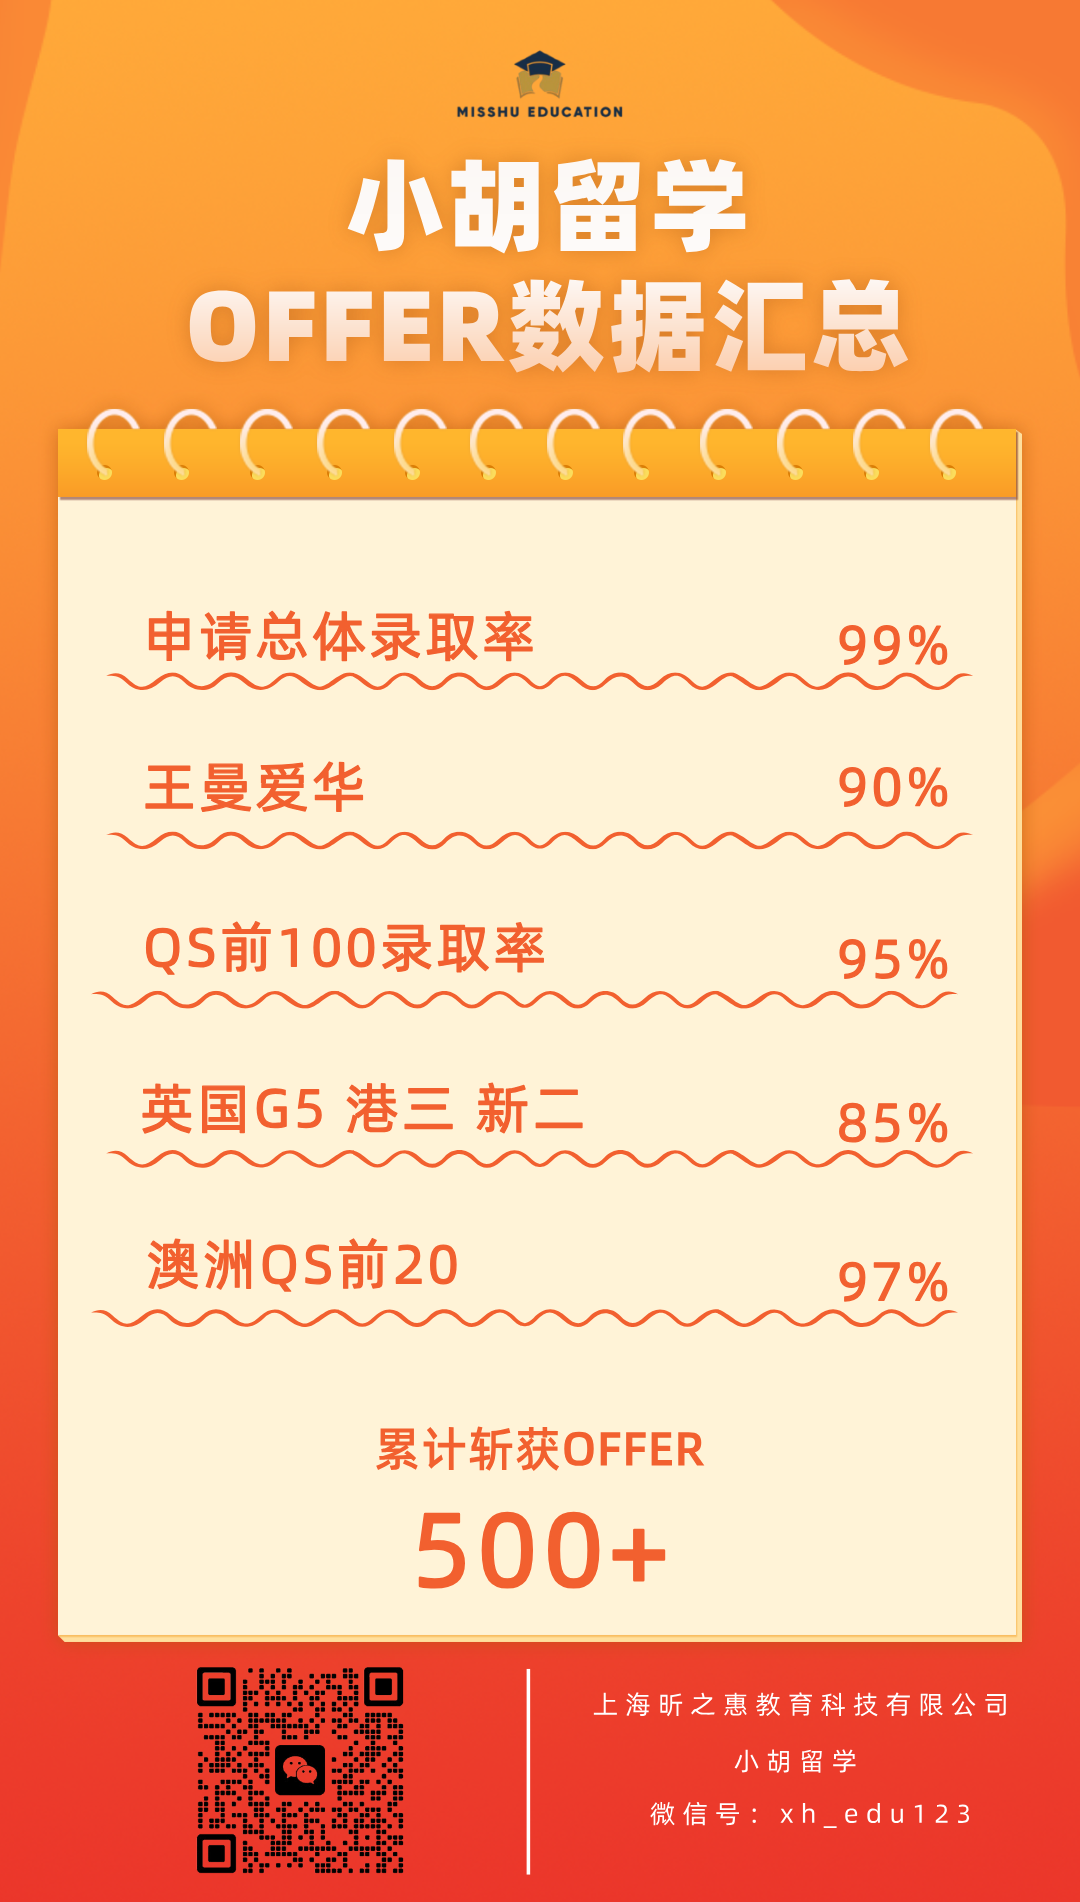 MISSHU EDUCATION
小胡留学
OFFER数据汇总
申请总体录取率 99%
王曼爱华 90%
QS前100录取率 95%
英国G5 港三 新二 85%
澳洲QS前20 97%
累计斩获OFFER
500+
上海昕之惠教育科技有限公司
小胡留学
微信号：xh_edu123